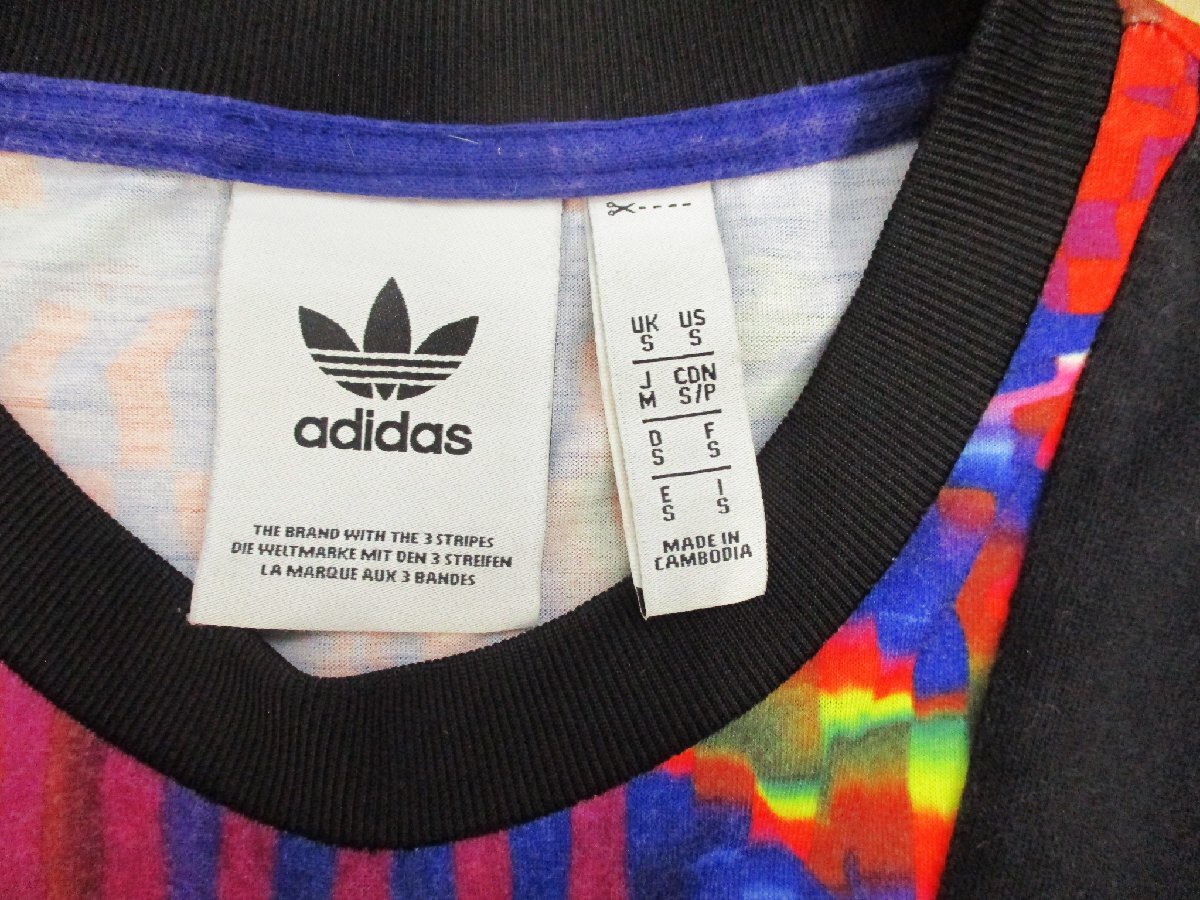 adidas
THE BRAND WITH THE 3 STRIPES
DIE WELTMARKE MIT DEN 3 STREIFEN
LA MARQUE AUX 3 BANDES
UK US
S S
J CDN
M S/P
D F
S S
E I
S S
MADE IN
CAMBODIA